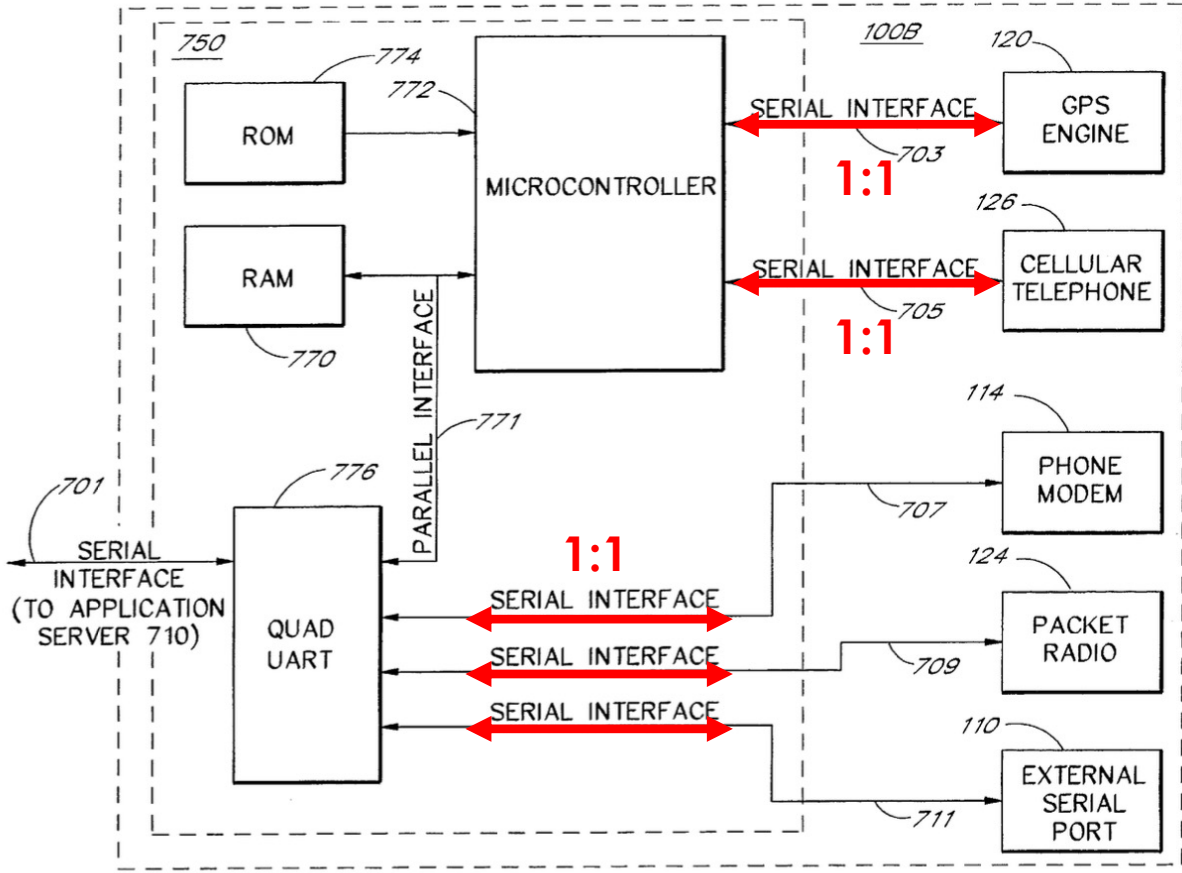 750
774
ROM
772
MICROCONTROLLER
RAM
770
PARALLEL INTERFACE
771
100B
SERIAL INTERFACE
703
1:1
120
GPS
ENGINE
SERIAL INTERFACE
705
1:1
126
CELLULAR
TELEPHONE
701
SERIAL
INTERFACE
(TO APPLICATION
SERVER 710)
776
QUAD
UART
1:1
SERIAL INTERFACE
SERIAL INTERFACE
SERIAL INTERFACE
707
114
PHONE
MODEM
709
124
PACKET
RADIO
711
110
EXTERNAL
SERIAL
PORT